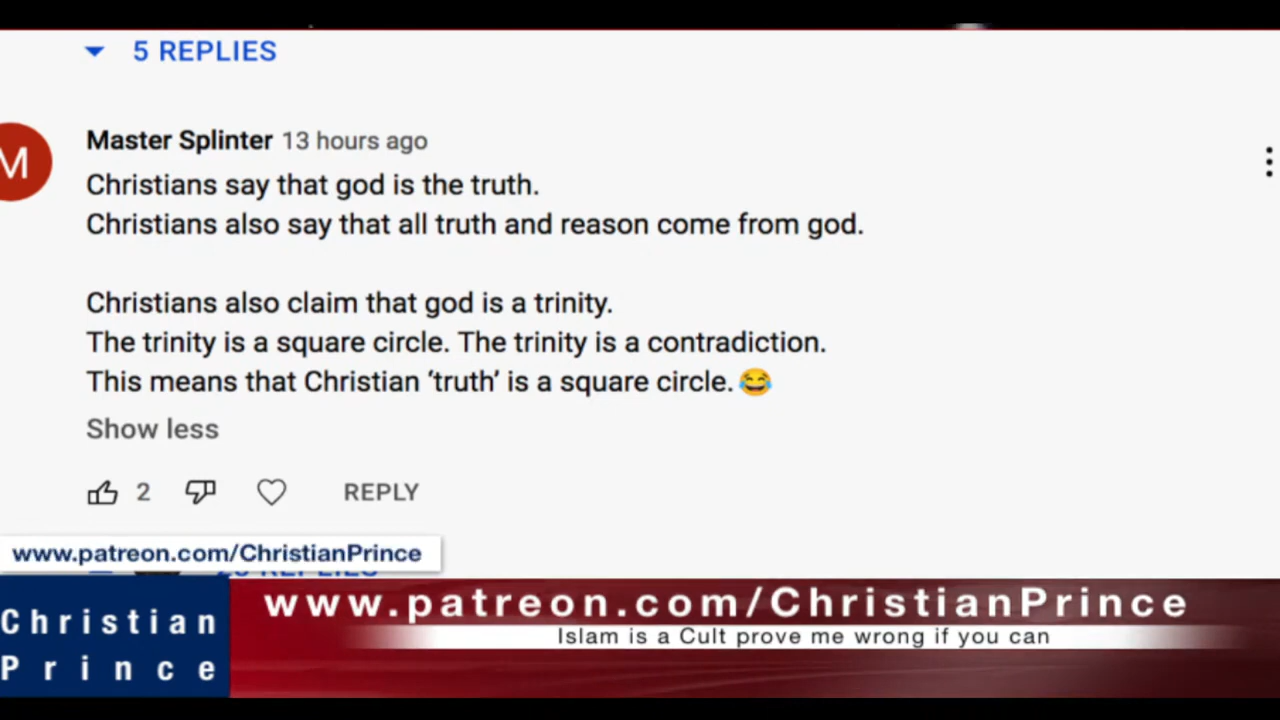 5 REPLIES
M
Master Splinter 13 hours ago
Christians say that god is the truth.
Christians also say that all truth and reason come from god.
Christians also claim that god is a trinity.
The trinity is a square circle. The trinity is a contradiction.
This means that Christian ‘truth’ is a square circle.😂
Show less
2 REPLY
www.patreon.com/ChristianPrince
REPLIES
Christian
Prince
www.patreon.com/ChristianPrince
Islam is a Cult prove me wrong if you can